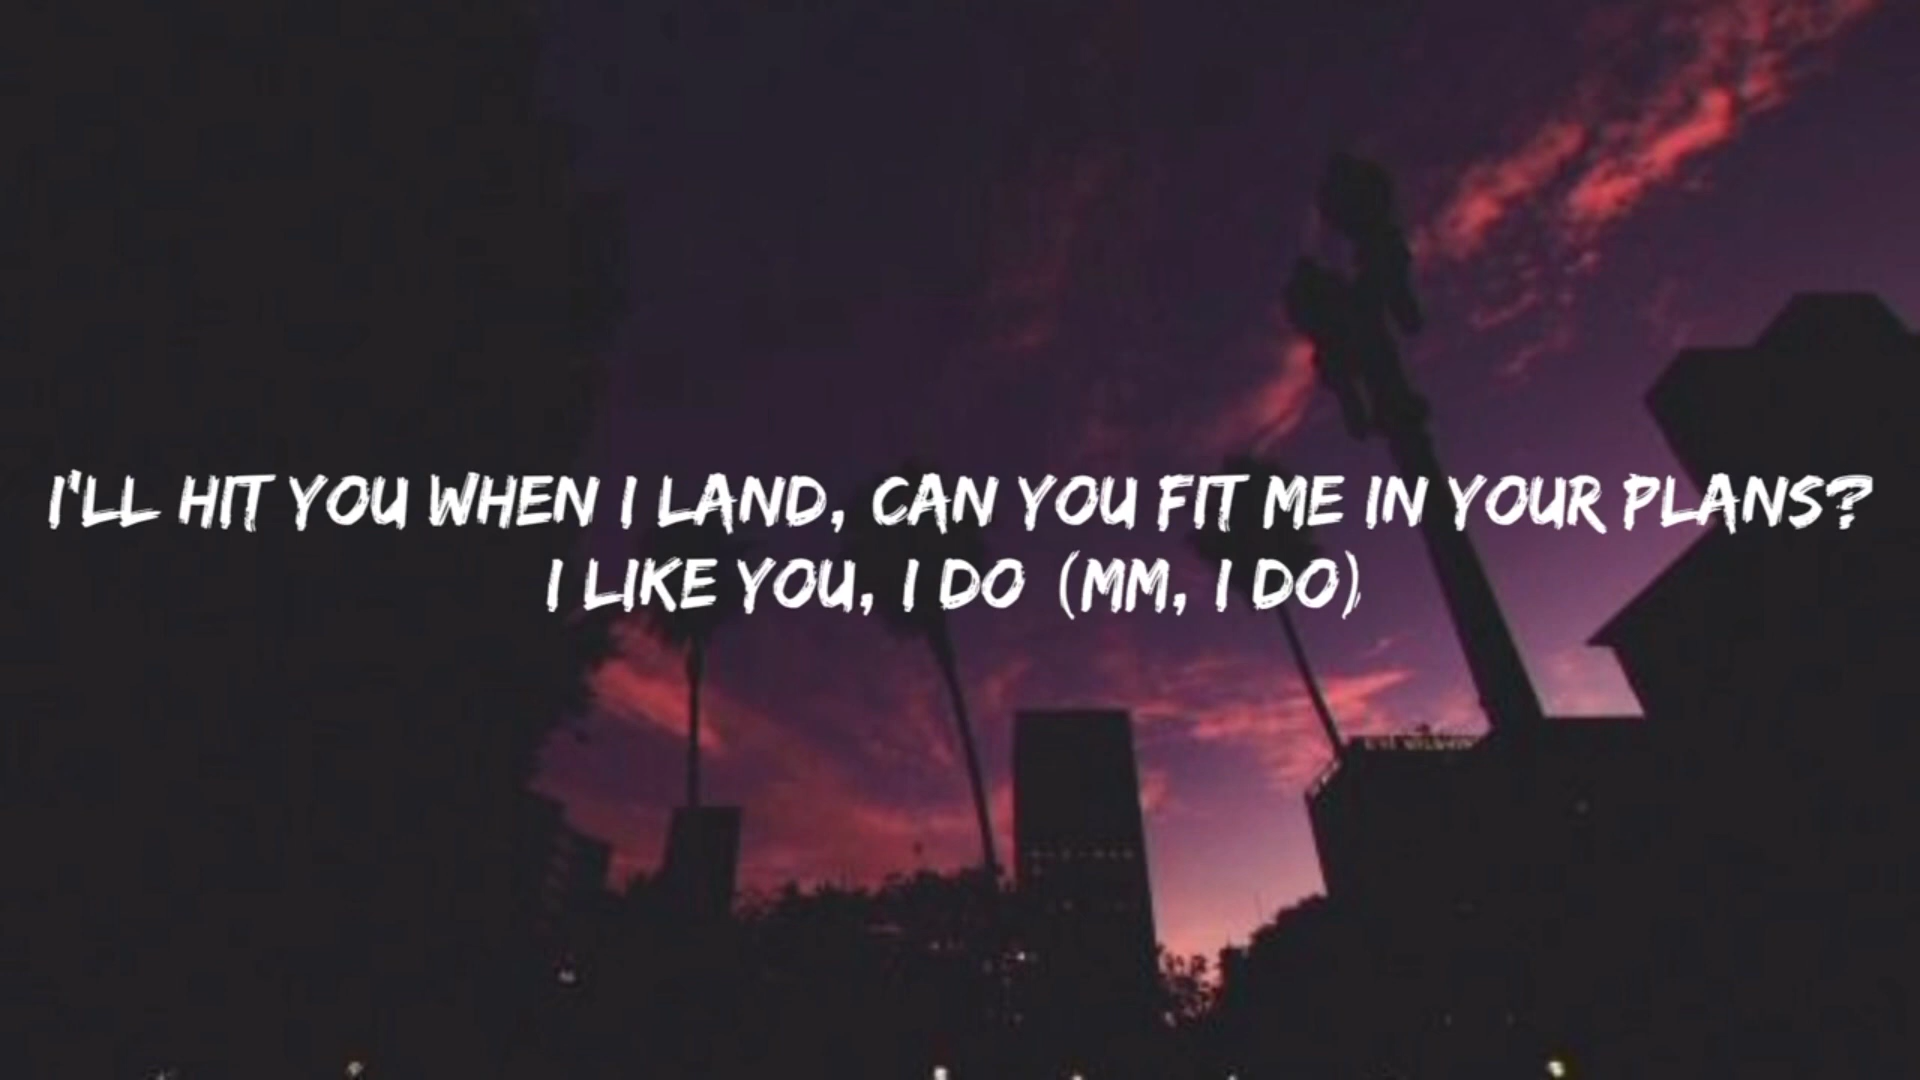 I'LL HIT YOU WHEN I LAND, CAN YOU FIT ME IN YOUR PLANS?
I LIKE YOU, I DO (MM, I DO)